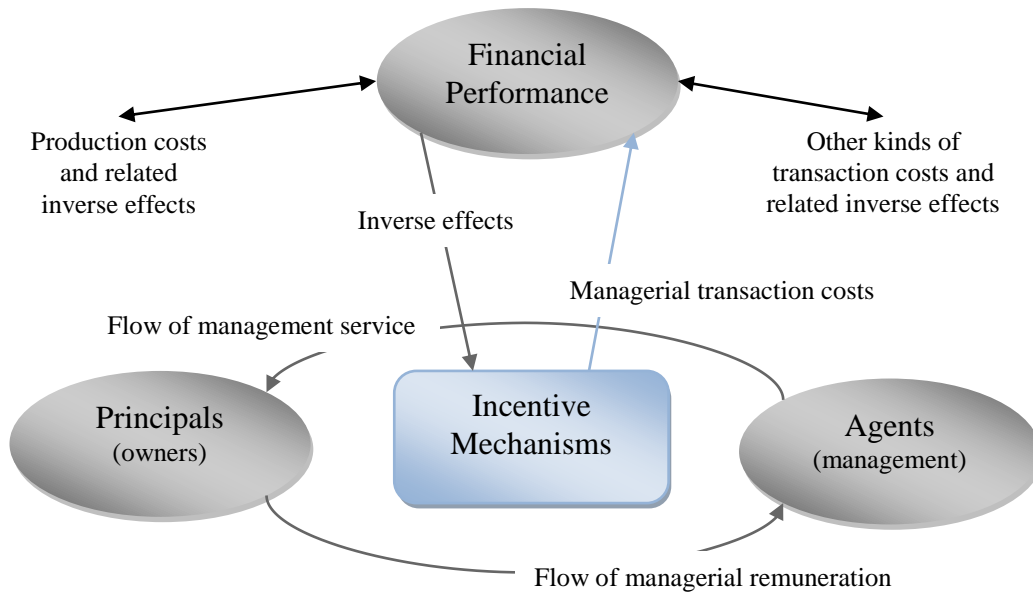 Financial
Performance
Production costs
and related
inverse effects
Other kinds of
transaction costs and
related inverse effects
Inverse effects
Managerial transaction costs
Flow of management service
Principals
(owners)
Incentive
Mechanisms
Agents
(management)
Flow of managerial remuneration